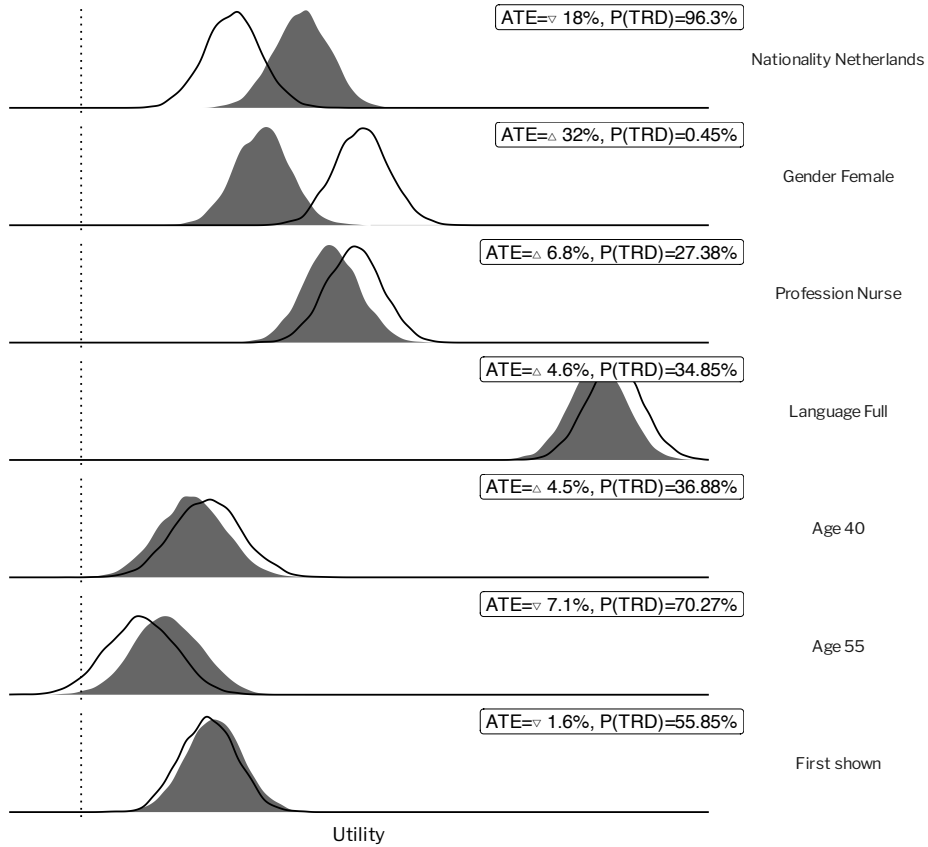 ATE=▽ 18%, P(TRD)=96.3%
Nationality Netherlands
ATE=△ 32%, P(TRD)=0.45%
Gender Female
ATE=△ 6.8%, P(TRD)=27.38%
Profession Nurse
ATE=△ 4.6%, P(TRD)=34.85%
Language Full
ATE=△ 4.5%, P(TRD)=36.88%
Age 40
ATE=▽ 7.1%, P(TRD)=70.27%
Age 55
ATE=▽ 1.6%, P(TRD)=55.85%
First shown
Utility